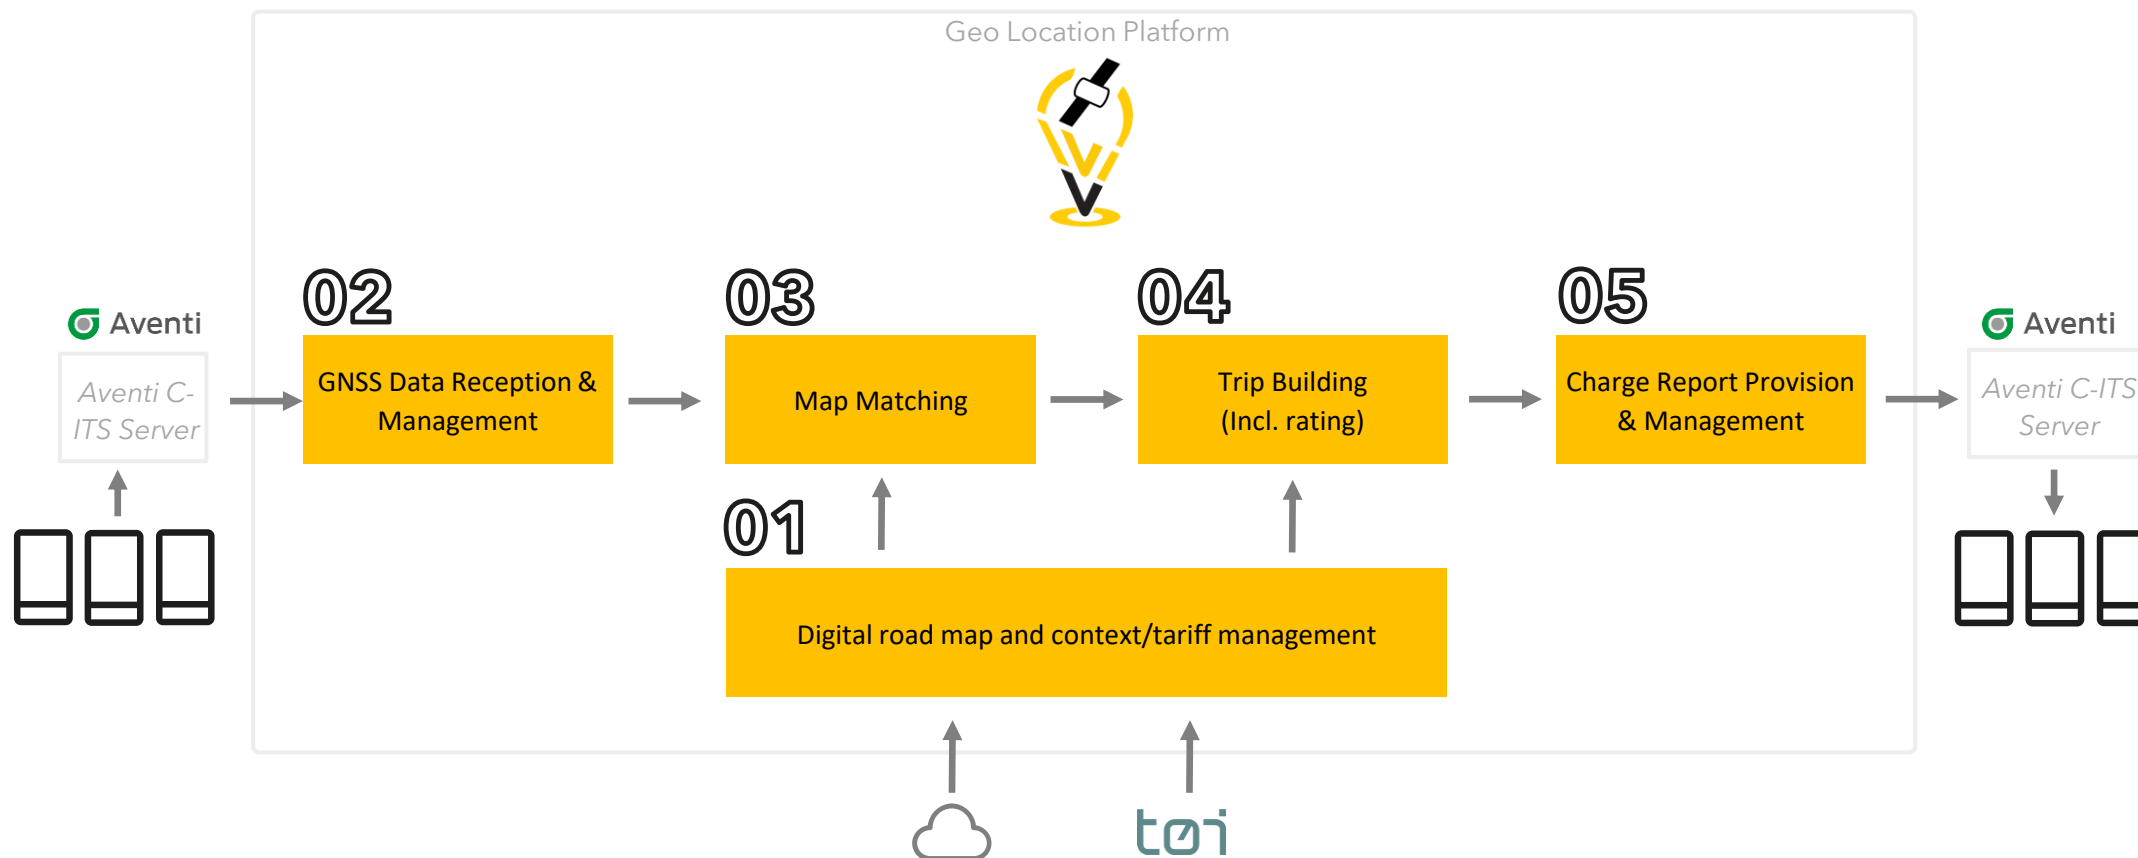 Geo Location Platform
02
03
04
05
Aventi
Aventi C-
ITS Server
GNSS Data Reception &
Management
Map Matching
Trip Building
(Incl. rating)
Charge Report Provision
& Management
Aventi
Aventi C-ITS
Server
01
Digital road map and context/tariff management
tøi